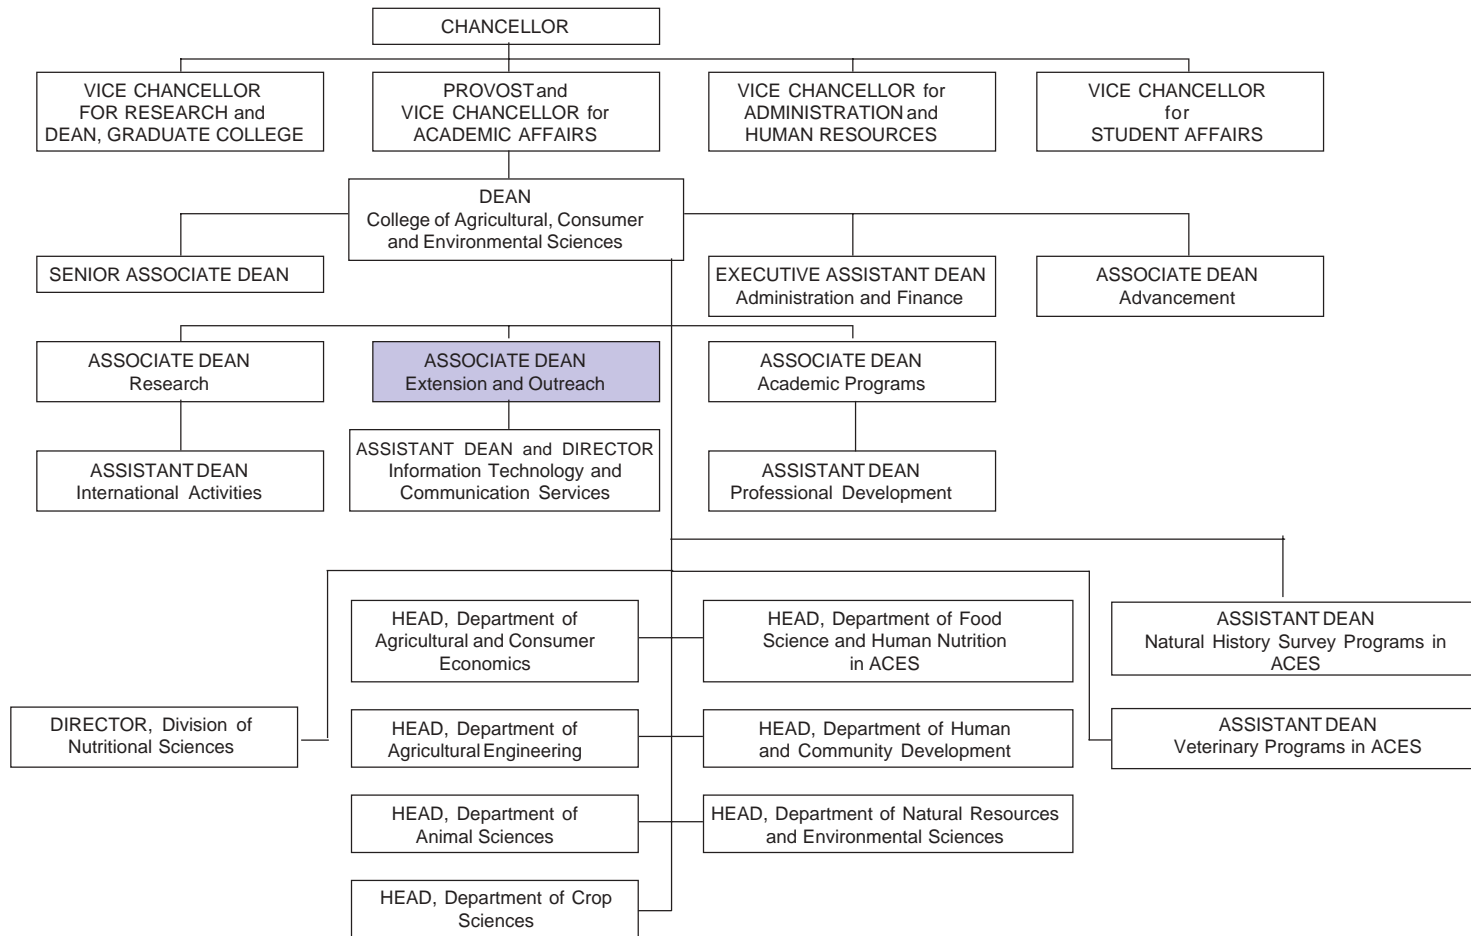 CHANCELLOR
VICE CHANCELLOR
FOR RESEARCH and
DEAN, GRADUATE COLLEGE
PROVOST and
VICE CHANCELLOR for
ACADEMIC AFFAIRS
VICE CHANCELLOR for
ADMINISTRATION and
HUMAN RESOURCES
VICE CHANCELLOR
for
STUDENT AFFAIRS
DEAN
College of Agricultural, Consumer
and Environmental Sciences
SENIOR ASSOCIATE DEAN
EXECUTIVE ASSISTANT DEAN
Administration and Finance
ASSOCIATE DEAN
Advancement
ASSOCIATE DEAN
Research
ASSOCIATE DEAN
Extension and Outreach
ASSOCIATE DEAN
Academic Programs
ASSISTANT DEAN
International Activities
ASSISTANT DEAN and DIRECTOR
Information Technology and
Communication Services
ASSISTANT DEAN
Professional Development
HEAD, Department of
Agricultural and Consumer
Economics
HEAD, Department of Food
Science and Human Nutrition
in ACES
ASSISTANT DEAN
Natural History Survey Programs in
ACES
DIRECTOR, Division of
Nutritional Sciences
HEAD, Department of
Agricultural Engineering
HEAD, Department of Human
and Community Development
ASSISTANT DEAN
Veterinary Programs in ACES
HEAD, Department of
Animal Sciences
HEAD, Department of Natural Resources
and Environmental Sciences
HEAD, Department of Crop
Sciences